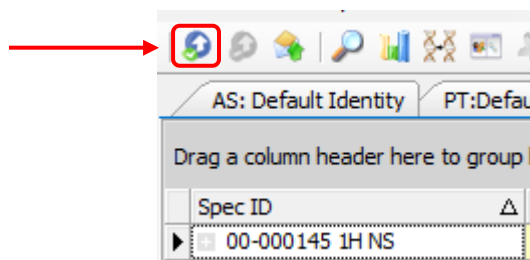 AS: Default Identity PT:Defau
Drag a column header here to group
Spec ID
00-000145 1H NS